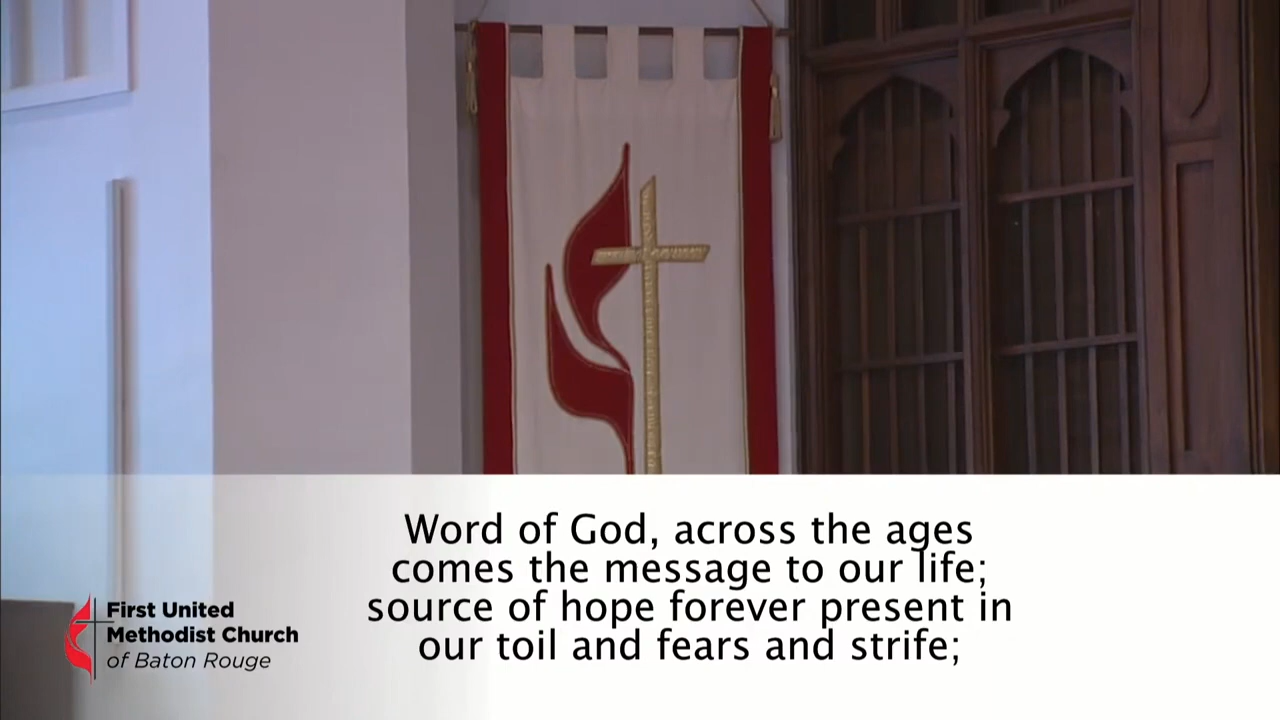 Word of God, across the ages
comes the message to our life;
source of hope forever present in
our toil and fears and strife;
First United
Methodist Church
of Baton Rouge